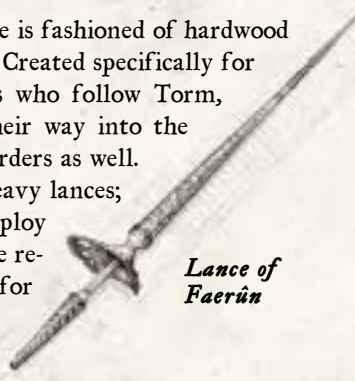 e is fashioned of hardwood
Created specifically for
s who follow Torm,
heir way into the
rders as well.
eavy lances;
ploy
e re-
for
Lance of
Faerûn